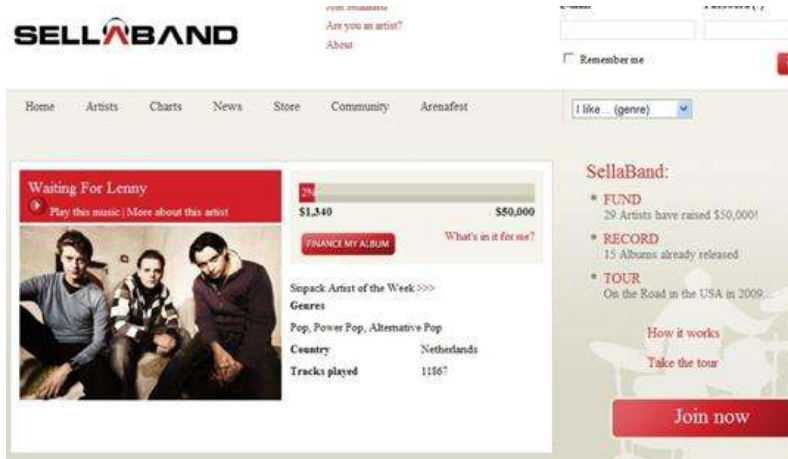 SELLABAND
Join SellaBand
Are you an artist?
About
E-mail
Password (?)
Remember me
Home Artists Charts News Store Community Arenafest
I like... (genre)
Waiting For Lenny
Play this music | More about this artist
2%
$1,340 $50,000
FINANCE MY ALBUM
What's in it for me?
Snpack Artist of the Week >>>
Genres
Pop, Power Pop, Alternative Pop
Country Netherlands
Tracks played 11867
SellaBand:
FUND
29 Artists have raised $50,000!
RECORD
15 Albums already released
TOUR
On the Road in the USA in 2009...
How it works
Take the tour
Join now